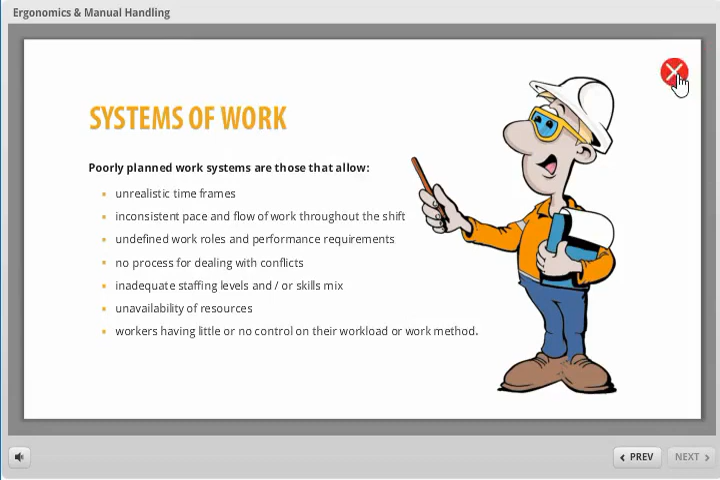 Ergonomics & Manual Handling
SYSTEMS OF WORK
Poorly planned work systems are those that allow:
• unrealistic time frames
• inconsistent pace and flow of work throughout the shift
• undefined work roles and performance requirements
• no process for dealing with conflicts
• inadequate staffing levels and / or skills mix
• unavailability of resources
• workers having little or no control on their workload or work method.
PREV NEXT